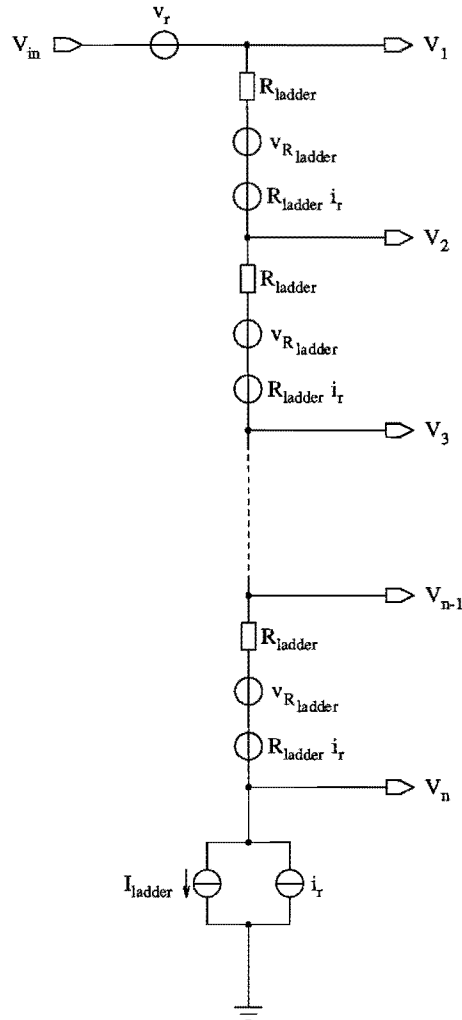 v_r
V_in
V_1
R_ladder
v_R_ladder
R_ladder i_r
V_2
R_ladder
v_R_ladder
R_ladder i_r
V_3
V_n-1
R_ladder
v_R_ladder
R_ladder i_r
V_n
I_ladder
i_r